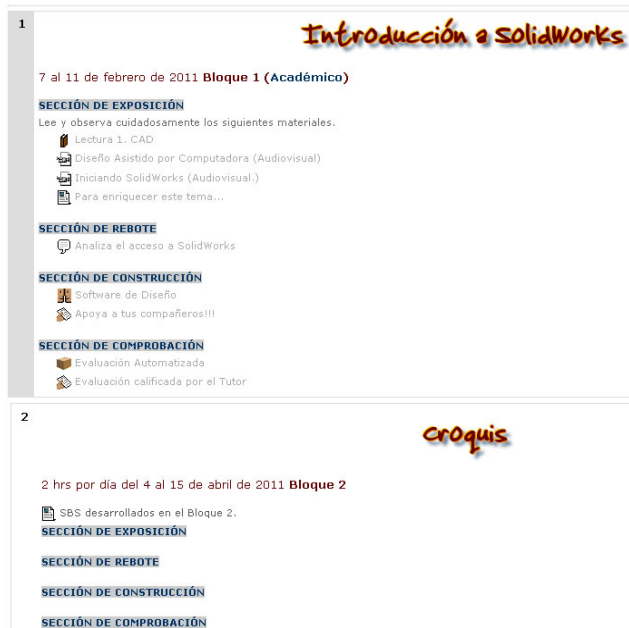 1
Introducción a SolidWorks
7 al 11 de febrero de 2011 Bloque 1 (Académico)
SECCIÓN DE EXPOSICIÓN
Lee y observa cuidadosamente los siguientes materiales.
Lectura 1. CAD
Diseño Asistido por Computadora (Audiovisual)
Iniciando SolidWorks (Audiovisual.)
Para enriquecer este tema...
SECCIÓN DE REBOTE
Analiza el acceso a SolidWorks
SECCIÓN DE CONSTRUCCIÓN
Software de Diseño
Apoya a tus compañeros!!!
SECCIÓN DE COMPROBACIÓN
Evaluación Automatizada
Evaluación calificada por el Tutor
2
Croquis
2 hrs por día del 4 al 15 de abril de 2011 Bloque 2
SBS desarrollados en el Bloque 2.
SECCIÓN DE EXPOSICIÓN
SECCIÓN DE REBOTE
SECCIÓN DE CONSTRUCCIÓN
SECCIÓN DE COMPROBACIÓN